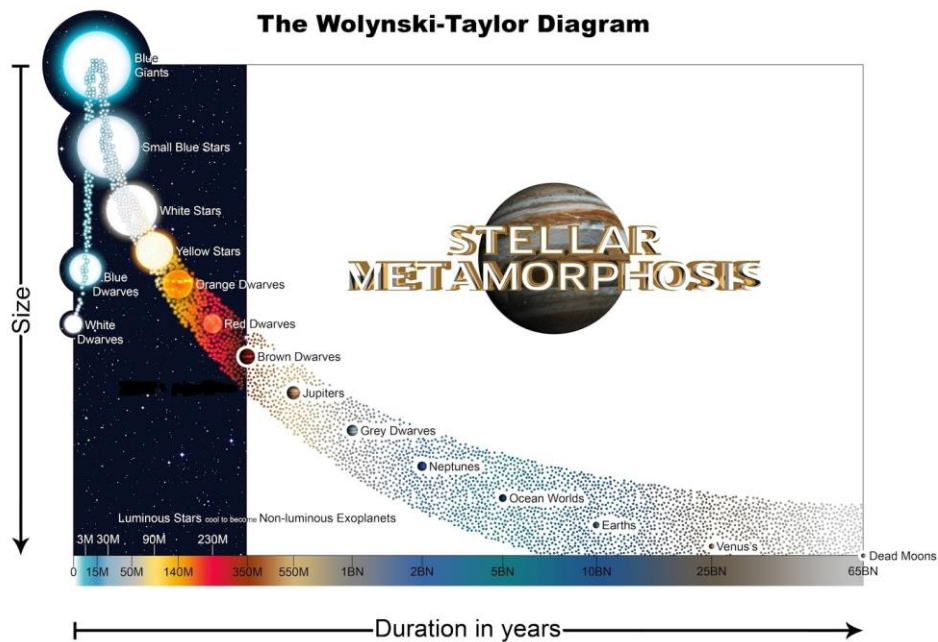 The Wolynski-Taylor Diagram
Blue
Giants
Small Blue Stars
White Stars
Yellow Stars
Blue
Dwarves
Orange Dwarves
White
Dwarves
Red Dwarves
Brown Dwarves
Jupiters
Grey Dwarves
Neptunes
Ocean Worlds
Earths
Venus's
Dead Moons
STELLAR
METAMORPHOSIS
Size
Luminous Stars cool to become Non-luminous Exoplanets
3M 30M 90M 230M
0 15M 50M 140M 350M 550M 1BN 2BN 5BN 10BN 25BN 65BN
Duration in years